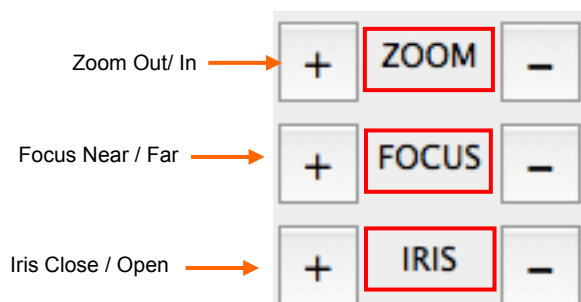 Zoom Out/ In
+ ZOOM -
Focus Near / Far
+ FOCUS -
Iris Close / Open
+ IRIS -